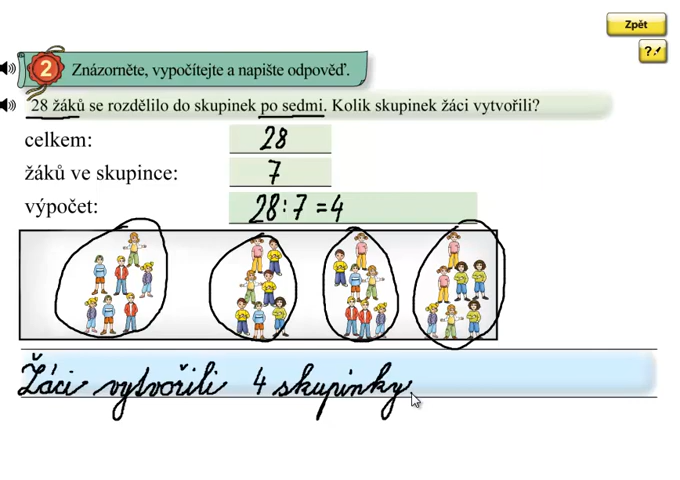 Zpět
?
2 Znázorněte, vypočítejte a napište odpověď.
28 žáků se rozdělilo do skupinek po sedmi. Kolik skupinek žáci vytvořili?
celkem: 28
žáků ve skupince: 7
výpočet: 28:7=4
Žáci vytvořili 4 skupinky.